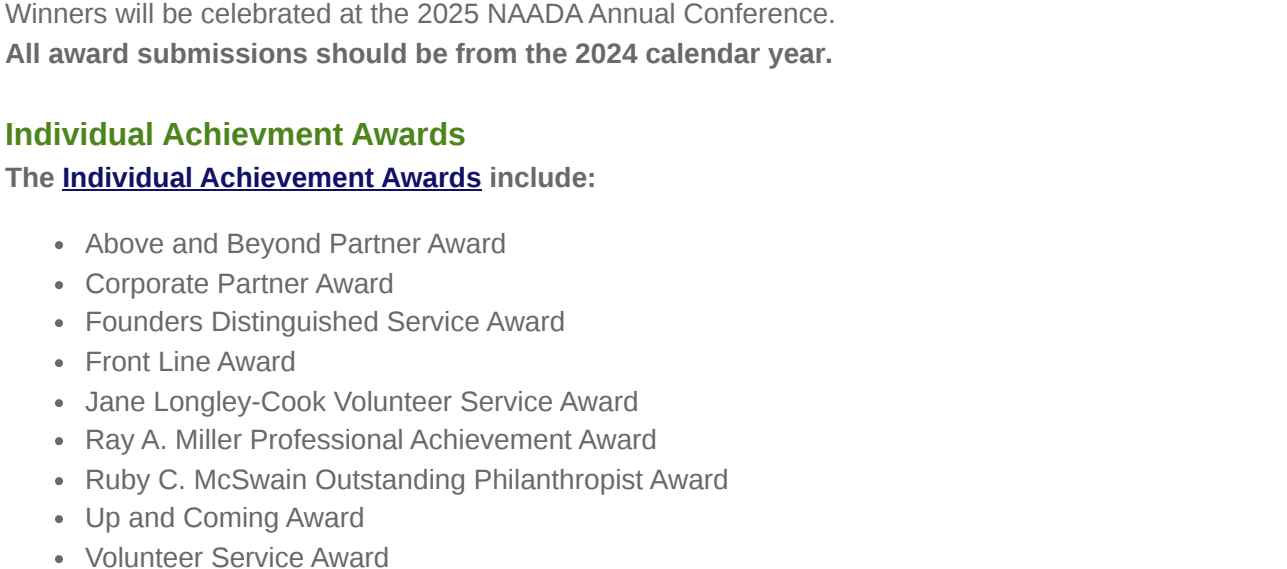 Winners will be celebrated at the 2025 NAADA Annual Conference.
All award submissions should be from the 2024 calendar year.
Individual Achievment Awards
The Individual Achievement Awards include:
• Above and Beyond Partner Award
• Corporate Partner Award
• Founders Distinguished Service Award
• Front Line Award
• Jane Longley-Cook Volunteer Service Award
• Ray A. Miller Professional Achievement Award
• Ruby C. McSwain Outstanding Philanthropist Award
• Up and Coming Award
• Volunteer Service Award